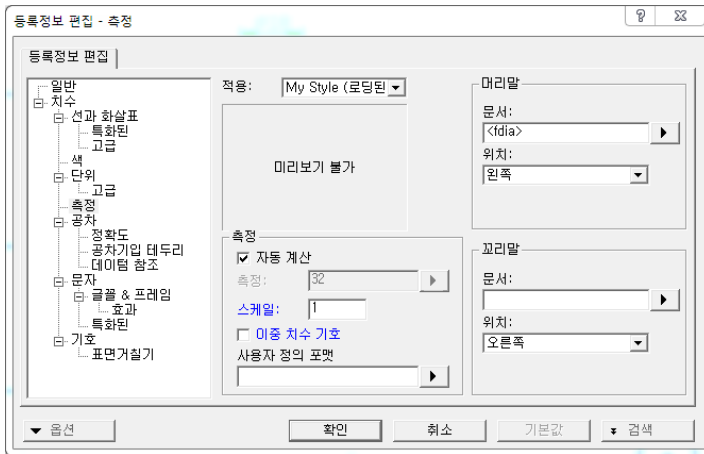 등록정보 편집 - 측정
등록정보 편집
일반
치수
선과 화살표
특화된
고급
색
단위
고급
측정
공차
정확도
공차기입 테두리
데이텀 참조
문자
글꼴 & 프레임
효과
특화된
기호
표면거칠기
적용: My Style (로딩된
미리보기 불가
측정
자동 계산
측정: 32
스케일: 1
이중 치수 기호
사용자 정의 포맷
머리말
문서:
<fdia>
위치:
왼쪽
꼬리말
문서:
위치:
오른쪽
옵션 확인 취소 기본값 검색